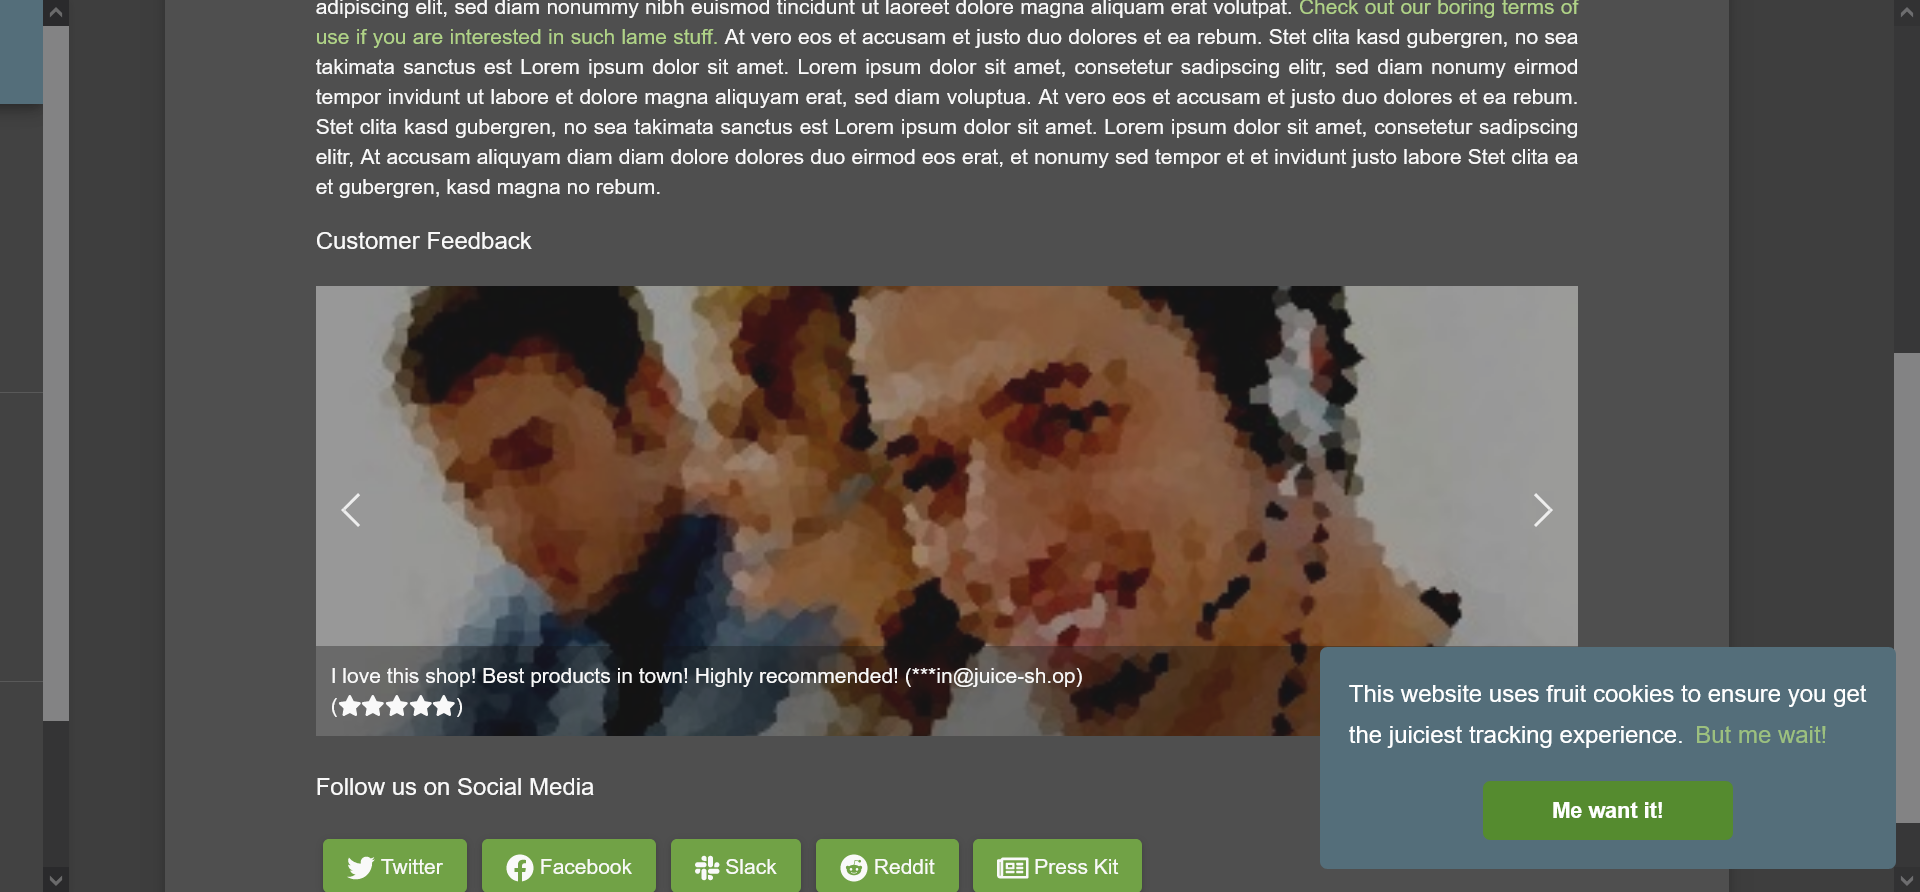 adipiscing elit, sed diam nonummy nibh euismod tincidunt ut laoreet dolore magna aliquam erat volutpat. Check out our boring terms of
use if you are interested in such lame stuff. At vero eos et accusam et justo duo dolores et ea rebum. Stet clita kasd gubergren, no sea
takimata sanctus est Lorem ipsum dolor sit amet. Lorem ipsum dolor sit amet, consetetur sadipscing elitr, sed diam nonumy eirmod
tempor invidunt ut labore et dolore magna aliquyam erat, sed diam voluptua. At vero eos et accusam et justo duo dolores et ea rebum.
Stet clita kasd gubergren, no sea takimata sanctus est Lorem ipsum dolor sit amet. Lorem ipsum dolor sit amet, consetetur sadipscing
elitr, At accusam aliquyam diam diam dolore dolores duo eirmod eos erat, et nonumy sed tempor et et invidunt justo labore Stet clita ea
et gubergren, kasd magna no rebum.
Customer Feedback
I love this shop! Best products in town! Highly recommended! (***in@juice-sh.op)
(★★★★★)
This website uses fruit cookies to ensure you get
the juiciest tracking experience. But me wait!
Me want it!
Follow us on Social Media
Twitter Facebook Slack Reddit Press Kit